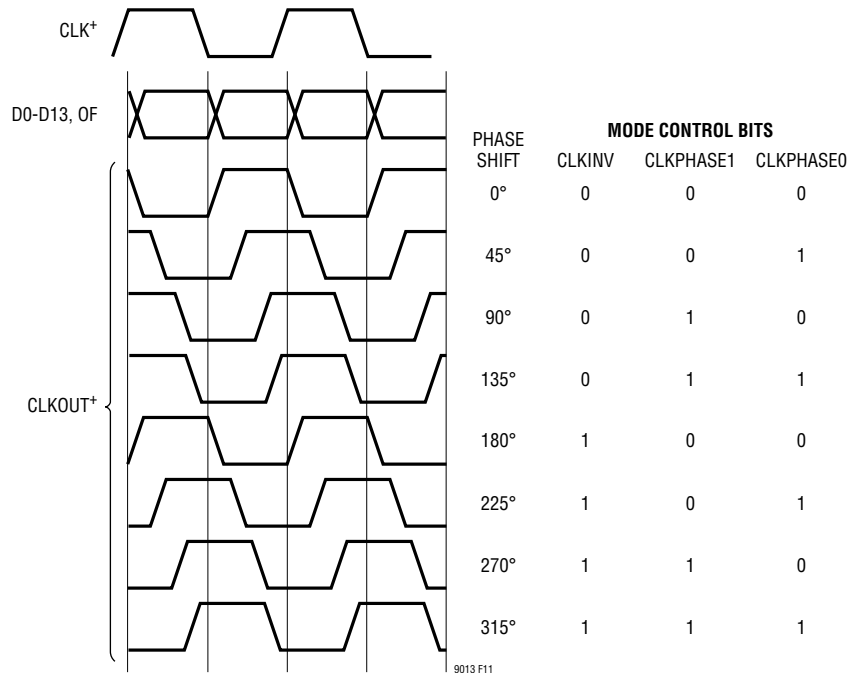 CLK+
D0-D13, OF
CLKOUT+
PHASE SHIFT MODE CONTROL BITS
CLKINV CLKPHASE1 CLKPHASE0
0° 0 0 0
45° 0 0 1
90° 0 1 0
135° 0 1 1
180° 1 0 0
225° 1 0 1
270° 1 1 0
315° 1 1 1
9013 F11